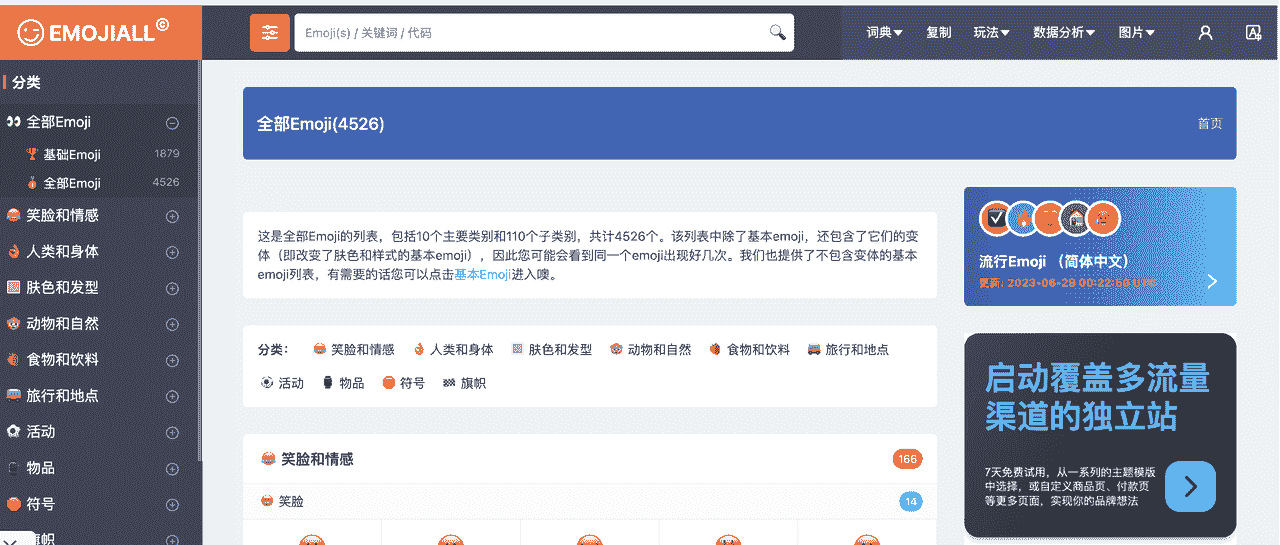 EMOJIALL©
Emoji(s) / 关键词 / 代码
词典 复制 玩法 数据分析 图片
分类
全部Emoji
基础Emoji 1879
全部Emoji 4526
笑脸和情感
人类和身体
肤色和发型
动物和自然
食物和饮料
旅行和地点
活动
物品
符号
旗帜
全部Emoji(4526)
首页
这是全部Emoji的列表，包括10个主要类别和110个子类别，共计4526个。该列表中除了基本emoji，还包含了它们的变
体（即改变了肤色和样式的基本emoji），因此您可能会看到同一个emoji出现好几次。我们也提供了不包含变体的基本
emoji列表，有需要的话您可以点击基本Emoji进入噢。
分类： 笑脸和情感 人类和身体 肤色和发型 动物和自然 食物和饮料 旅行和地点
活动 物品 符号 旗帜
笑脸和情感 166
笑脸 14
流行Emoji （简体中文）
更新: 2023-06-29 00:22:50 UTC
启动覆盖多流量
渠道的独立站
7天免费试用，从一系列的主题模版
中选择，或自定义商品页、付款页
等更多页面，实现你的品牌想法